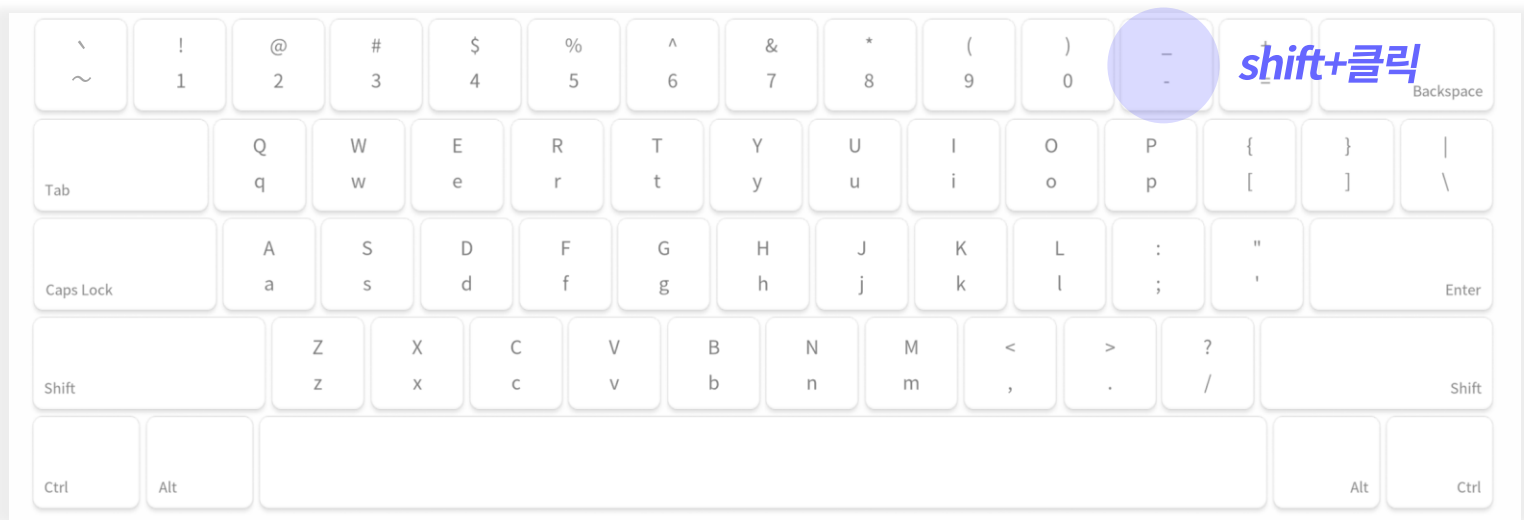 ` ! @ # $ % ^ & * ( ) _ + shift+클릭
~ 1 2 3 4 5 6 7 8 9 0 - = Backspace
Q W E R T Y U I O P { } |
Tab q w e r t y u i o p [ ] \
A S D F G H J K L : "
Caps Lock a s d f g h j k l ; ' Enter
Z X C V B N M < > ?
Shift z x c v b n m , . / Shift
Ctrl Alt Alt Ctrl